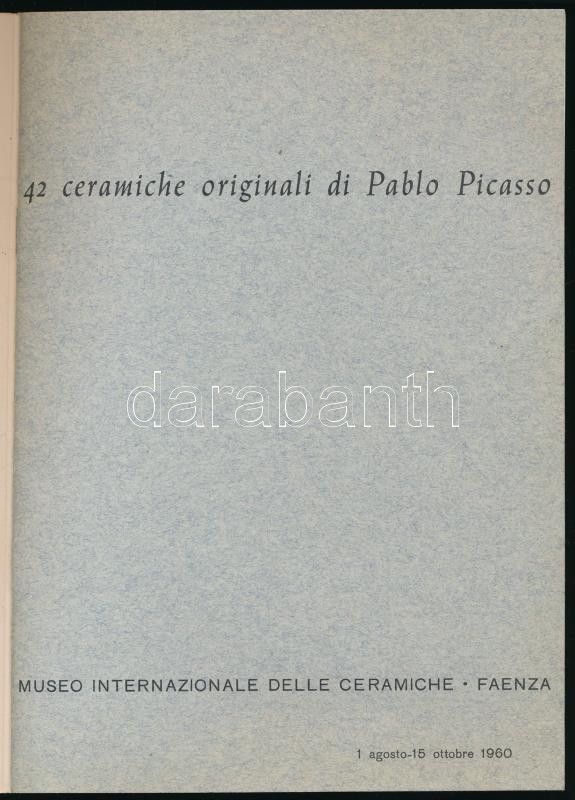 42 ceramiche originali di Pablo Picasso
darabanth
MUSEO INTERNAZIONALE DELLE CERAMICHE • FAENZA
1 agosto-15 ottobre 1960